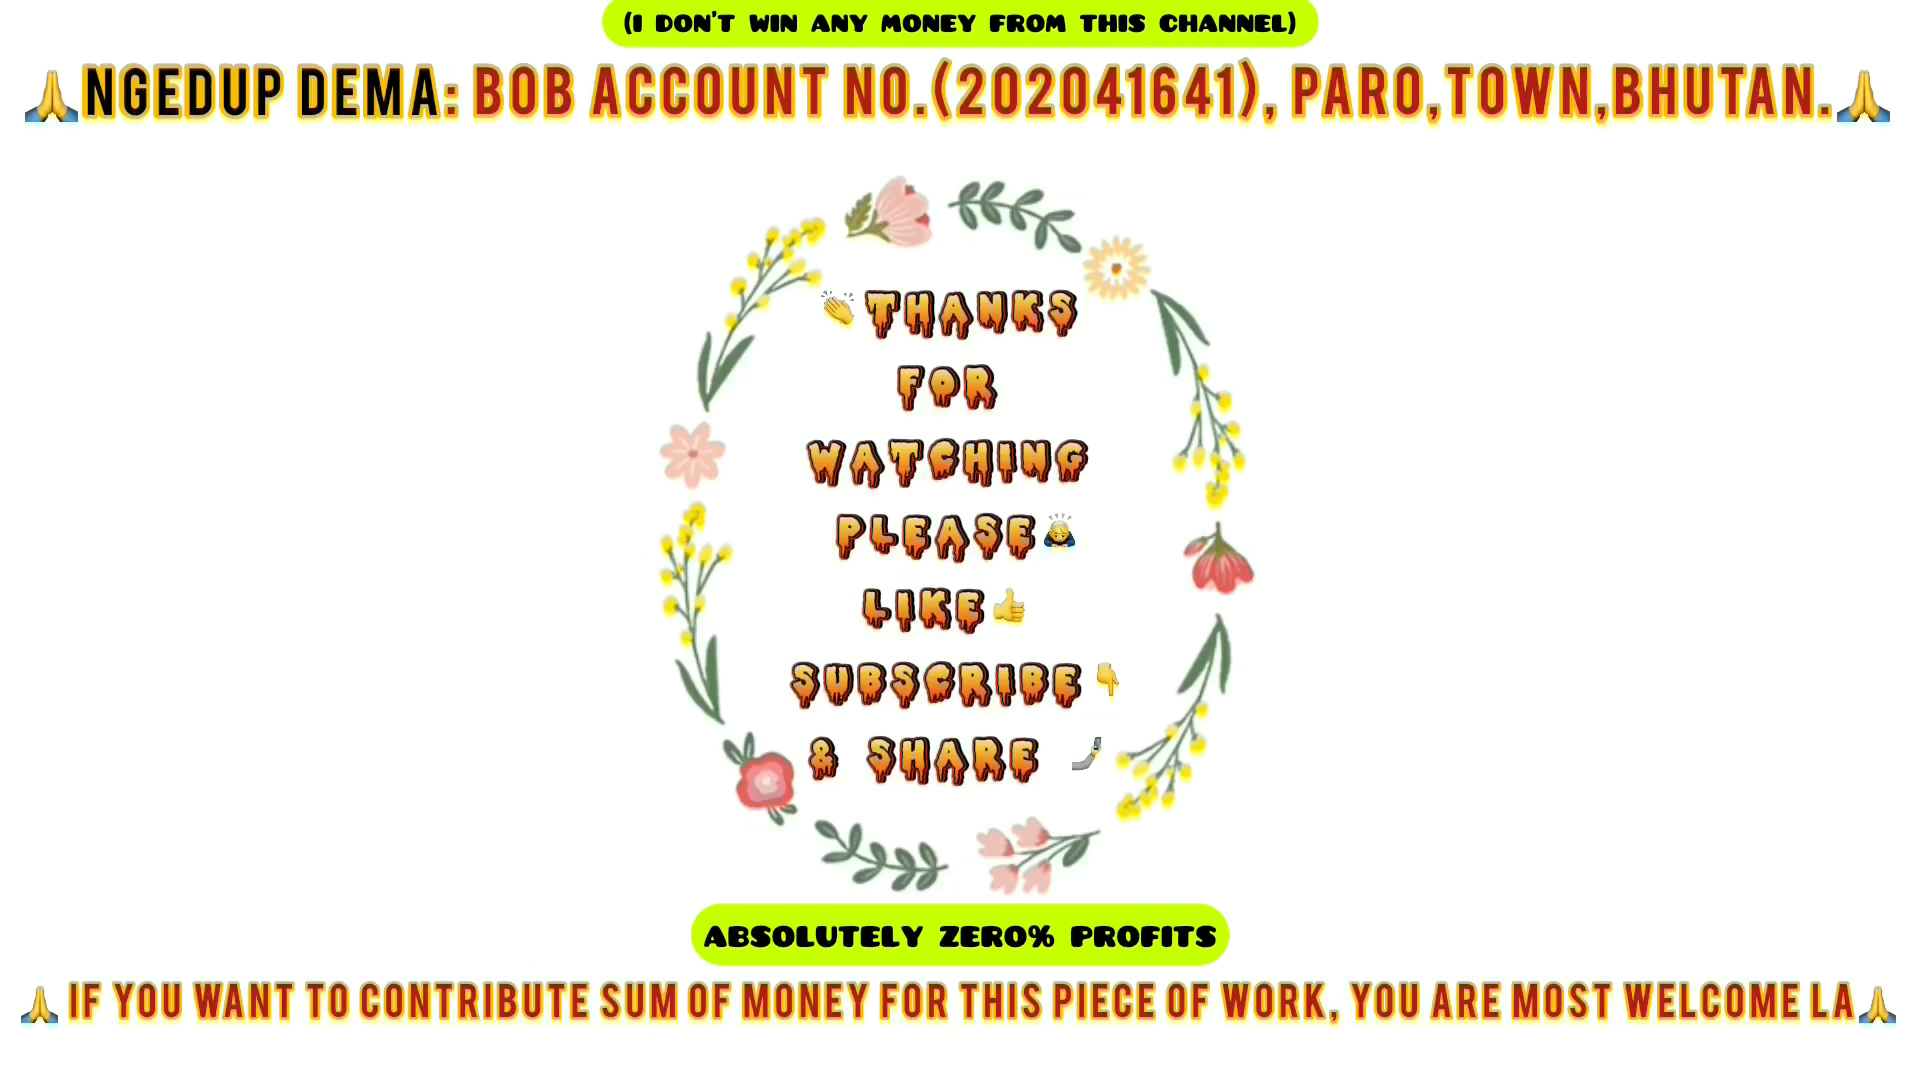 (I DON'T WIN ANY MONEY FROM THIS CHANNEL)
🙏NGEDUP DEMA: BOB ACCOUNT NO.(202041641), PARO,TOWN,BHUTAN.🙏
👏THANKS
FOR
WATCHING
PLEASE🙇
LIKE👍
SUBSCRIBE👇
& SHARE 🤳
ABSOLUTELY ZERO% PROFITS
🙏IF YOU WANT TO CONTRIBUTE SUM OF MONEY FOR THIS PIECE OF WORK, YOU ARE MOST WELCOME LA🙏